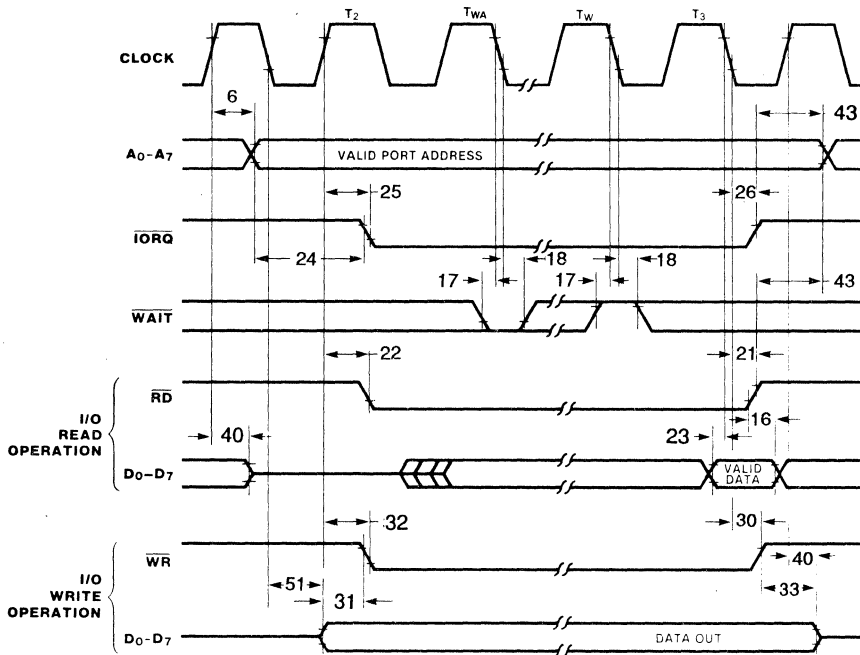 T2 TWA TW T3
CLOCK
6 43
A0-A7 VALID PORT ADDRESS
25 26
IORQ
24 18 18
17 17 43
WAIT
22 21
RD
I/O
READ
OPERATION
40 23 16
D0-D7 VALID
DATA
32 30
WR 40
I/O
WRITE
OPERATION
51 31 33
D0-D7 DATA OUT